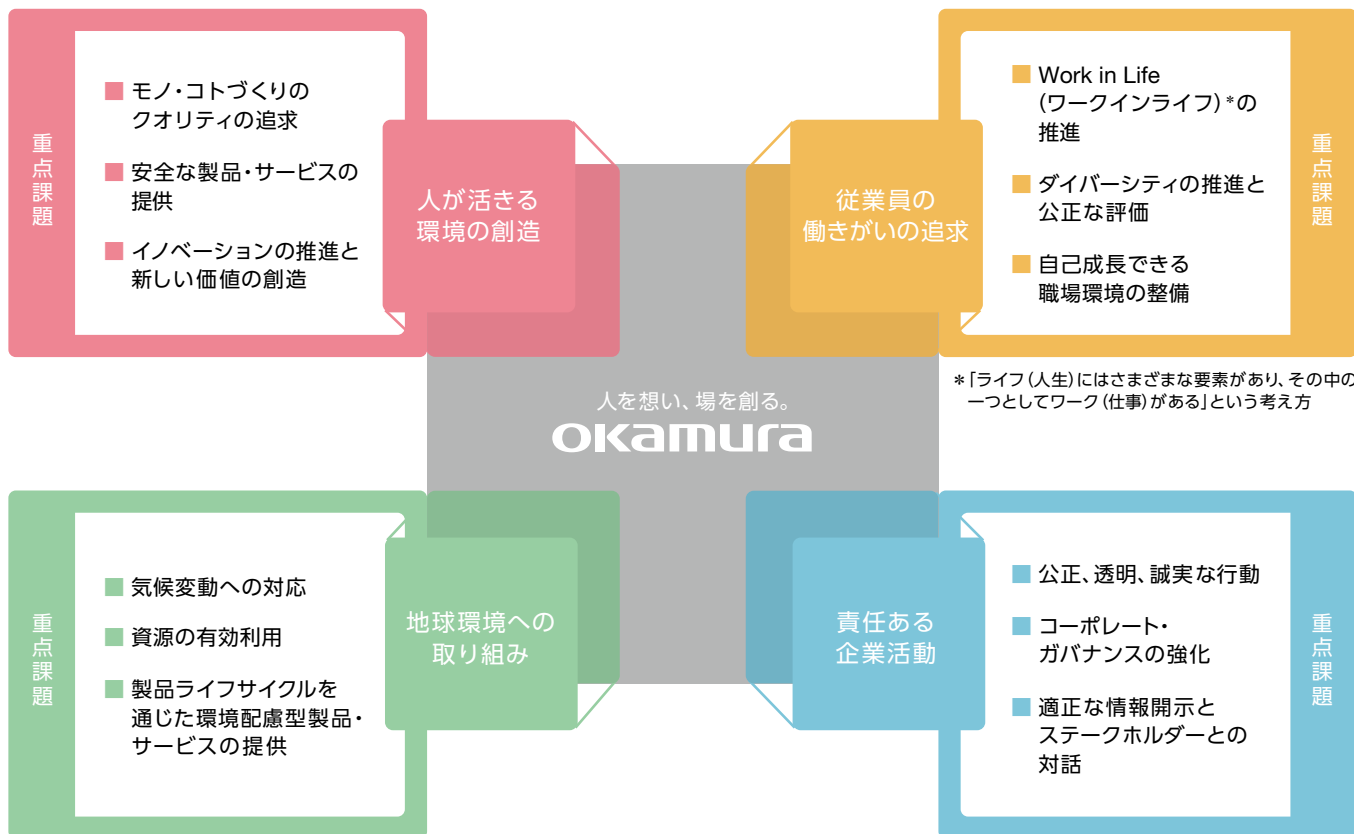 重点課題
■ モノ・コトづくりの
クオリティの追求
■ 安全な製品・サービスの
提供
■ イノベーションの推進と
新しい価値の創造
人が活きる
環境の創造
従業員の
働きがいの追求
■ Work in Life
(ワークインライフ)*の
推進
■ ダイバーシティの推進と
公正な評価
■ 自己成長できる
職場環境の整備
重点課題
*「ライフ(人生)にはさまざまな要素があり、その中の
一つとしてワーク(仕事)がある」という考え方
人を想い、場を創る。
okamura
重点課題
■ 気候変動への対応
■ 資源の有効利用
■ 製品ライフサイクルを
通じた環境配慮型製品・
サービスの提供
地球環境への
取り組み
責任ある
企業活動
■ 公正、透明、誠実な行動
■ コーポレート・
ガバナンスの強化
■ 適正な情報開示と
ステークホルダーとの
対話
重点課題